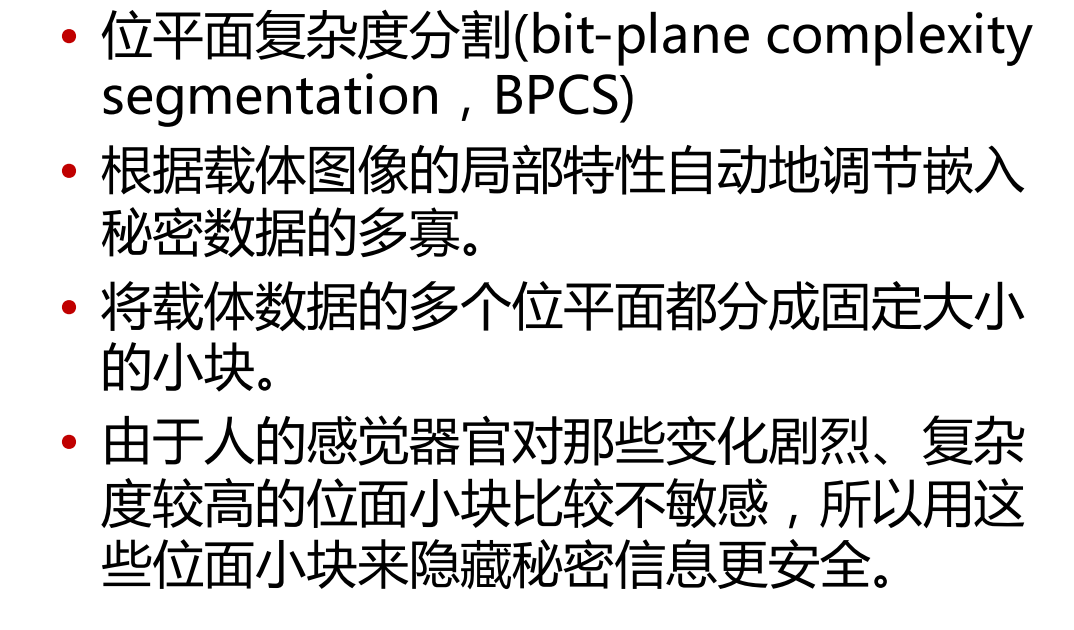 • 位平面复杂度分割(bit-plane complexity
segmentation，BPCS)
• 根据载体图像的局部特性自动地调节嵌入
秘密数据的多寡。
• 将载体数据的多个位平面都分成固定大小
的小块。
• 由于人的感觉器官对那些变化剧烈、复杂
度较高的位面小块比较不敏感，所以用这
些位面小块来隐藏秘密信息更安全。